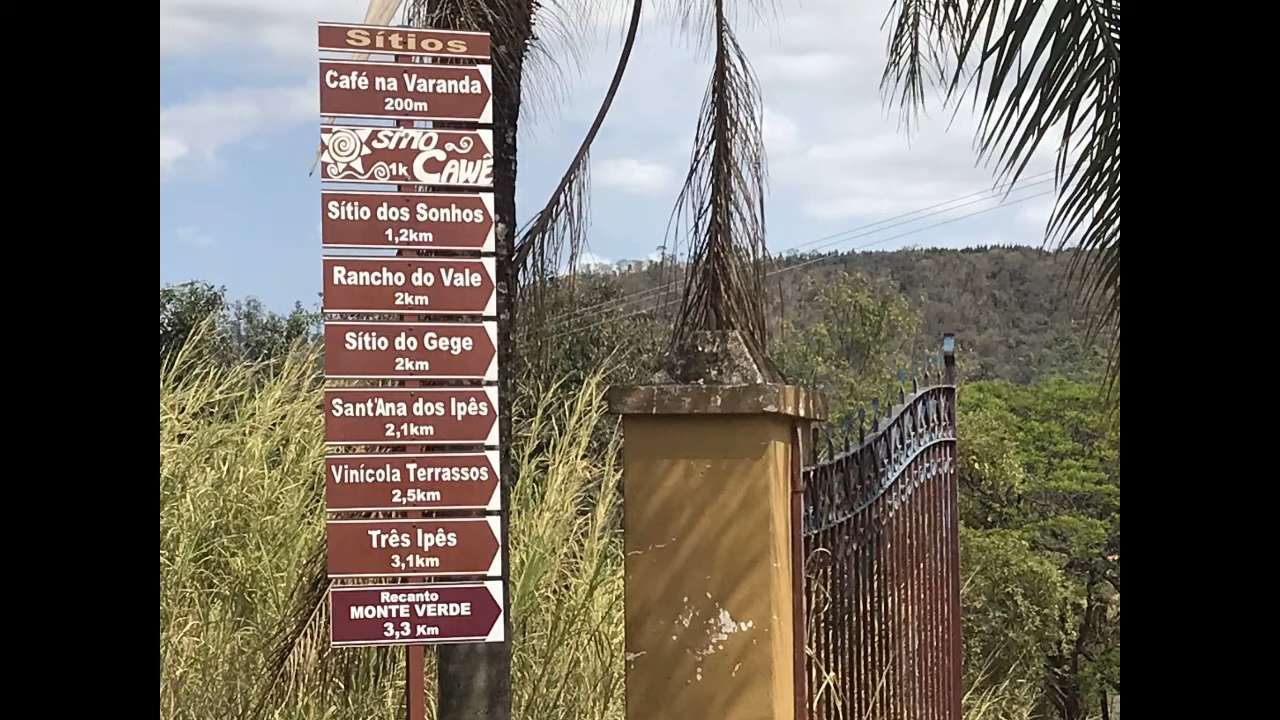 Sítios
Café na Varanda
200m
SÍTIO
1k CAWÊ
Sítio dos Sonhos
1,2km
Rancho do Vale
2km
Sítio do Gege
2km
Sant'Ana dos Ipês
2,1km
Vinícola Terrassos
2,5km
Três Ipês
3,1km
Recanto
MONTE VERDE
3,3 Km